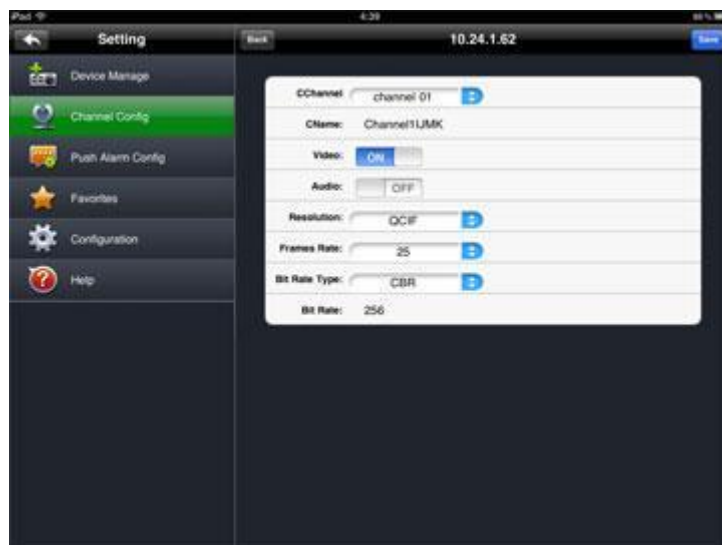 iPad 4:39
Setting
Back 10.24.1.62 Save
Device Manage
Channel Config
Push Alarm Config
Favorites
Configuration
Help
CChannel channel 01
CName: Channel1IJMK
Video: ON
Audio: OFF
Resolution: QCIF
Frames Rate: 25
Bit Rate Type: CBR
Bit Rate: 256